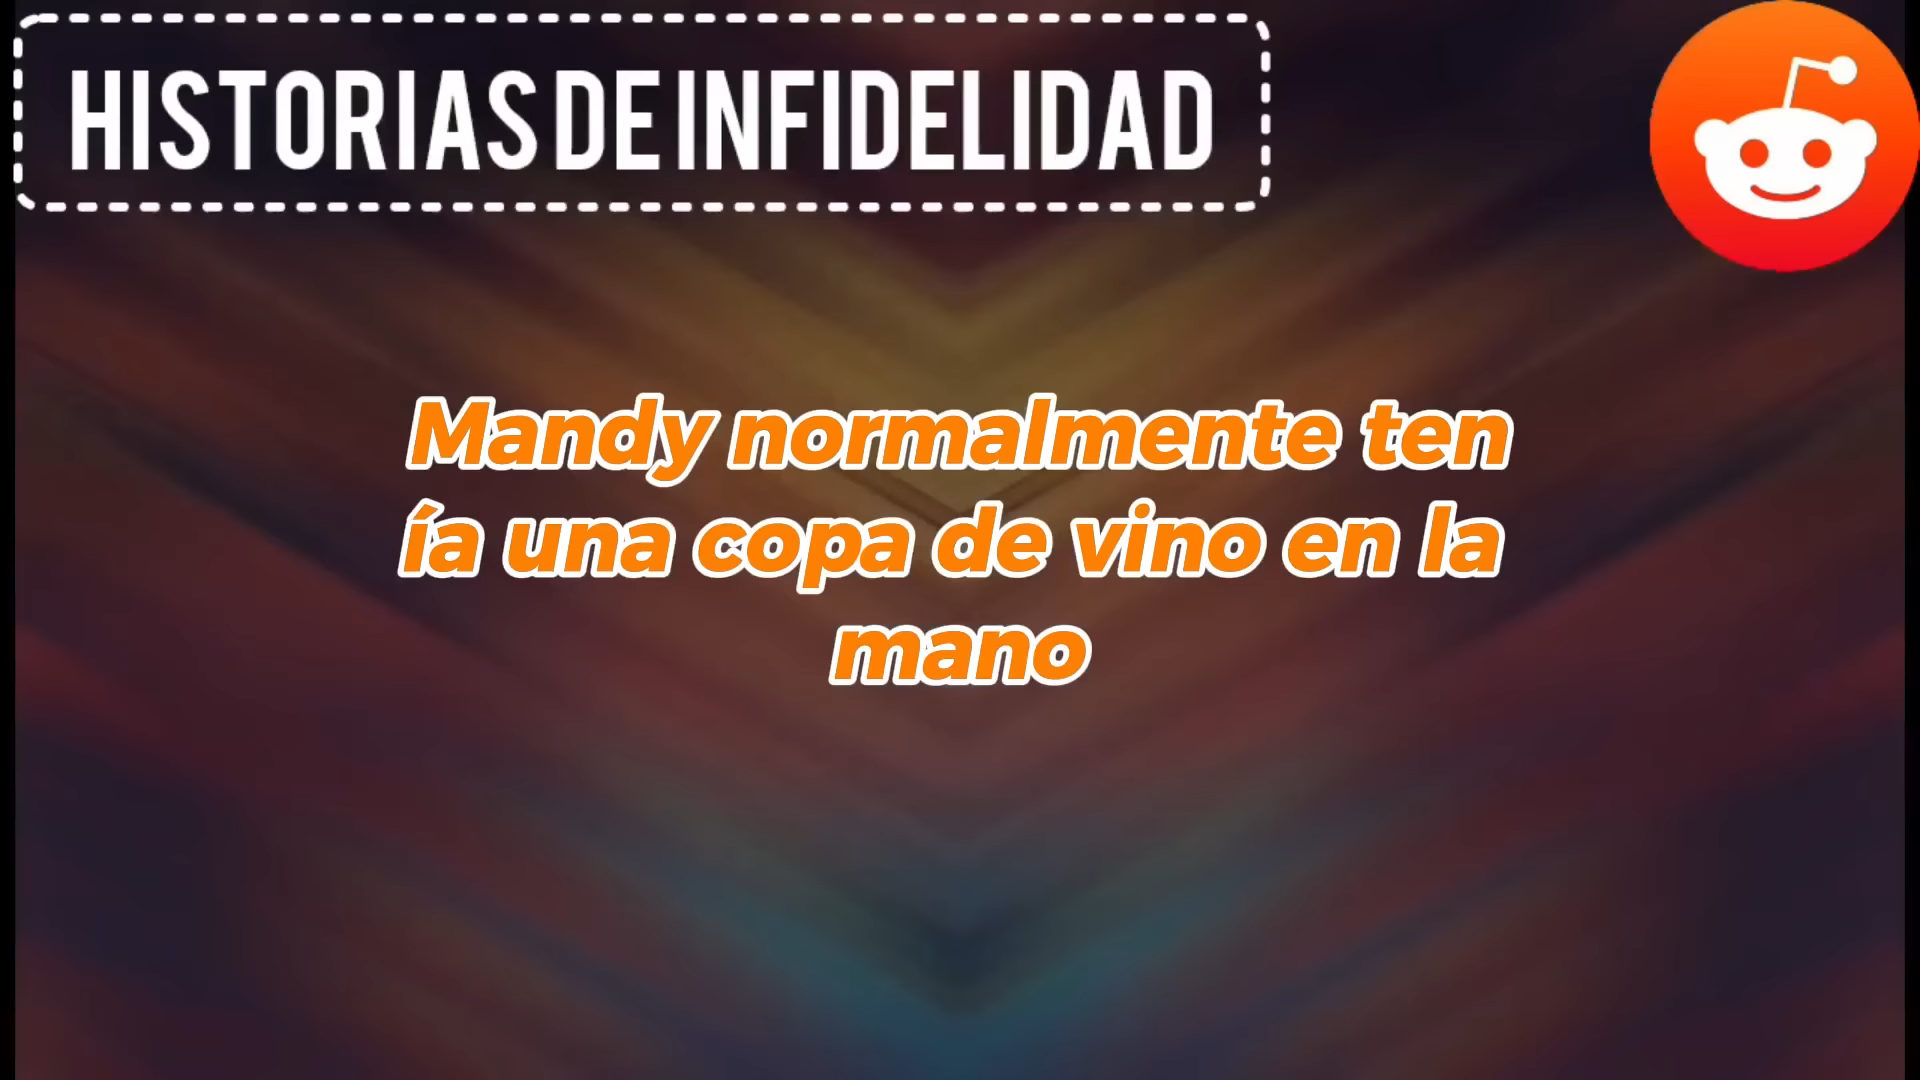 HISTORIAS DE INFIDELIDAD
Mandy normalmente ten
ía una copa de vino en la
mano